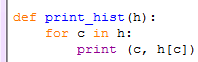 def print_hist(h):
    for c in h:
        print (c, h[c])